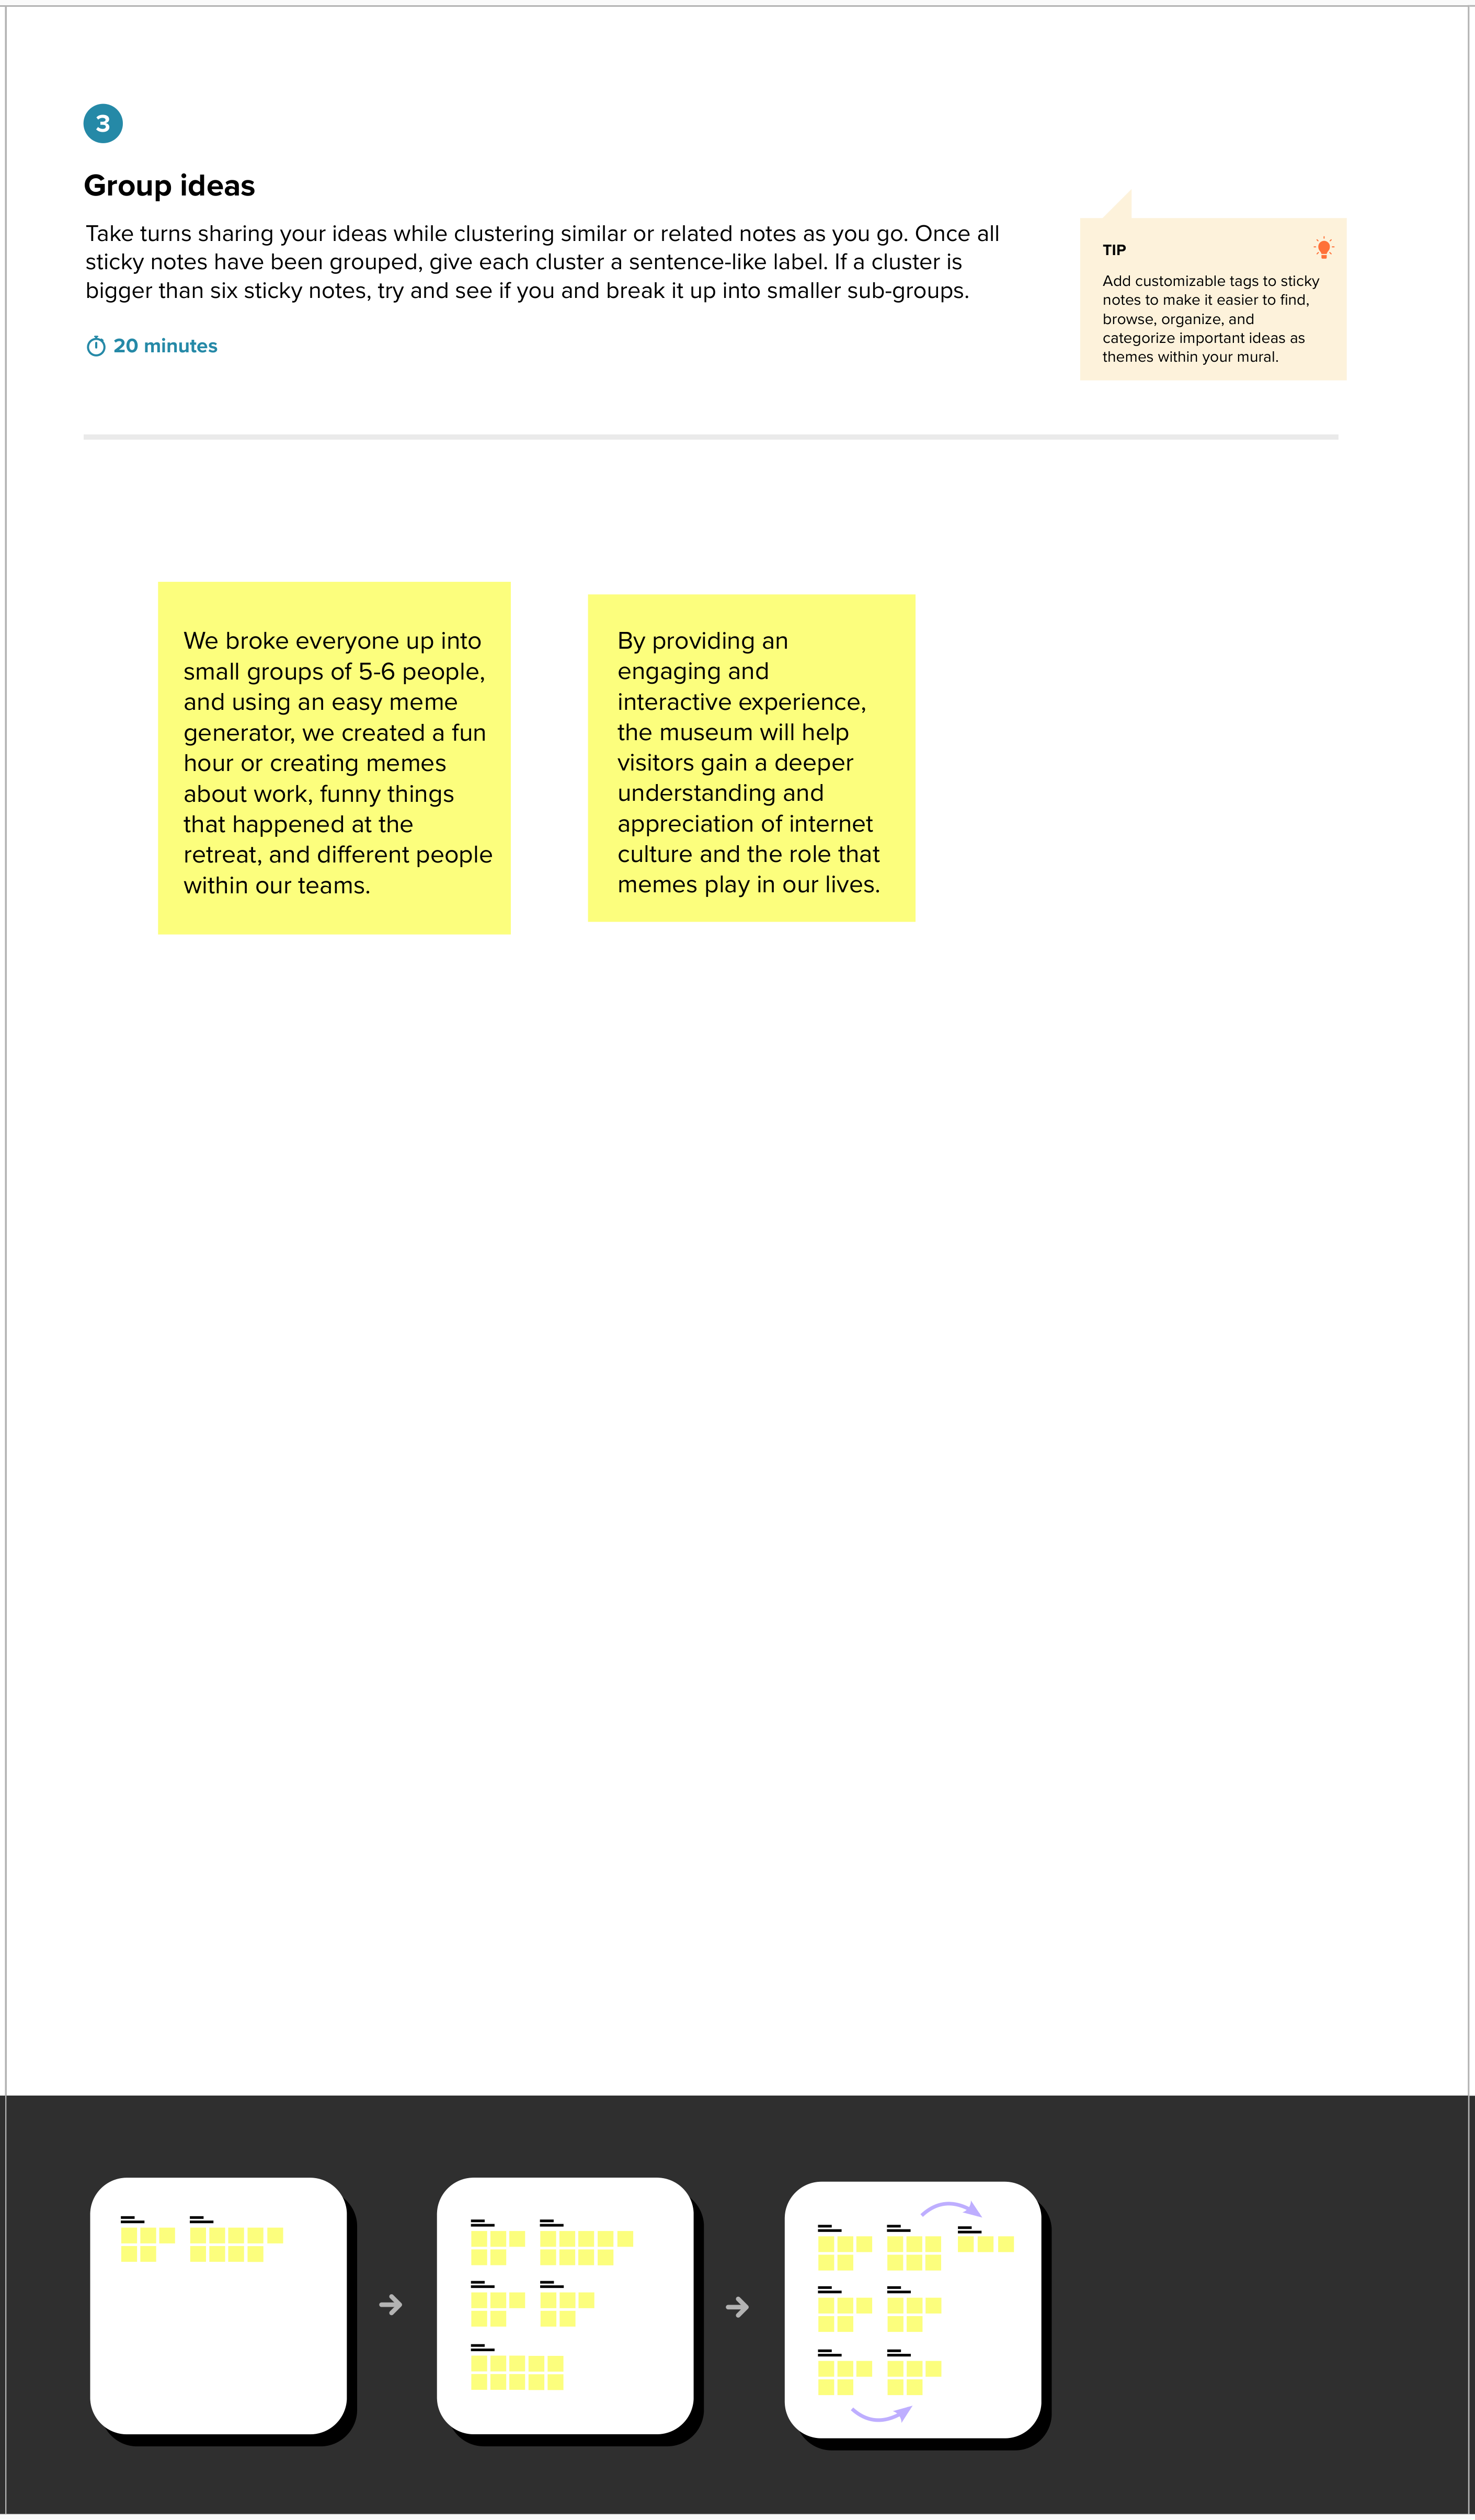 3
Group ideas
Take turns sharing your ideas while clustering similar or related notes as you go. Once all
sticky notes have been grouped, give each cluster a sentence-like label. If a cluster is
bigger than six sticky notes, try and see if you and break it up into smaller sub-groups.
20 minutes
TIP
Add customizable tags to sticky
notes to make it easier to find,
browse, organize, and
categorize important ideas as
themes within your mural.
We broke everyone up into
small groups of 5-6 people,
and using an easy meme
generator, we created a fun
hour or creating memes
about work, funny things
that happened at the
retreat, and different people
within our teams.
By providing an
engaging and
interactive experience,
the museum will help
visitors gain a deeper
understanding and
appreciation of internet
culture and the role that
memes play in our lives.